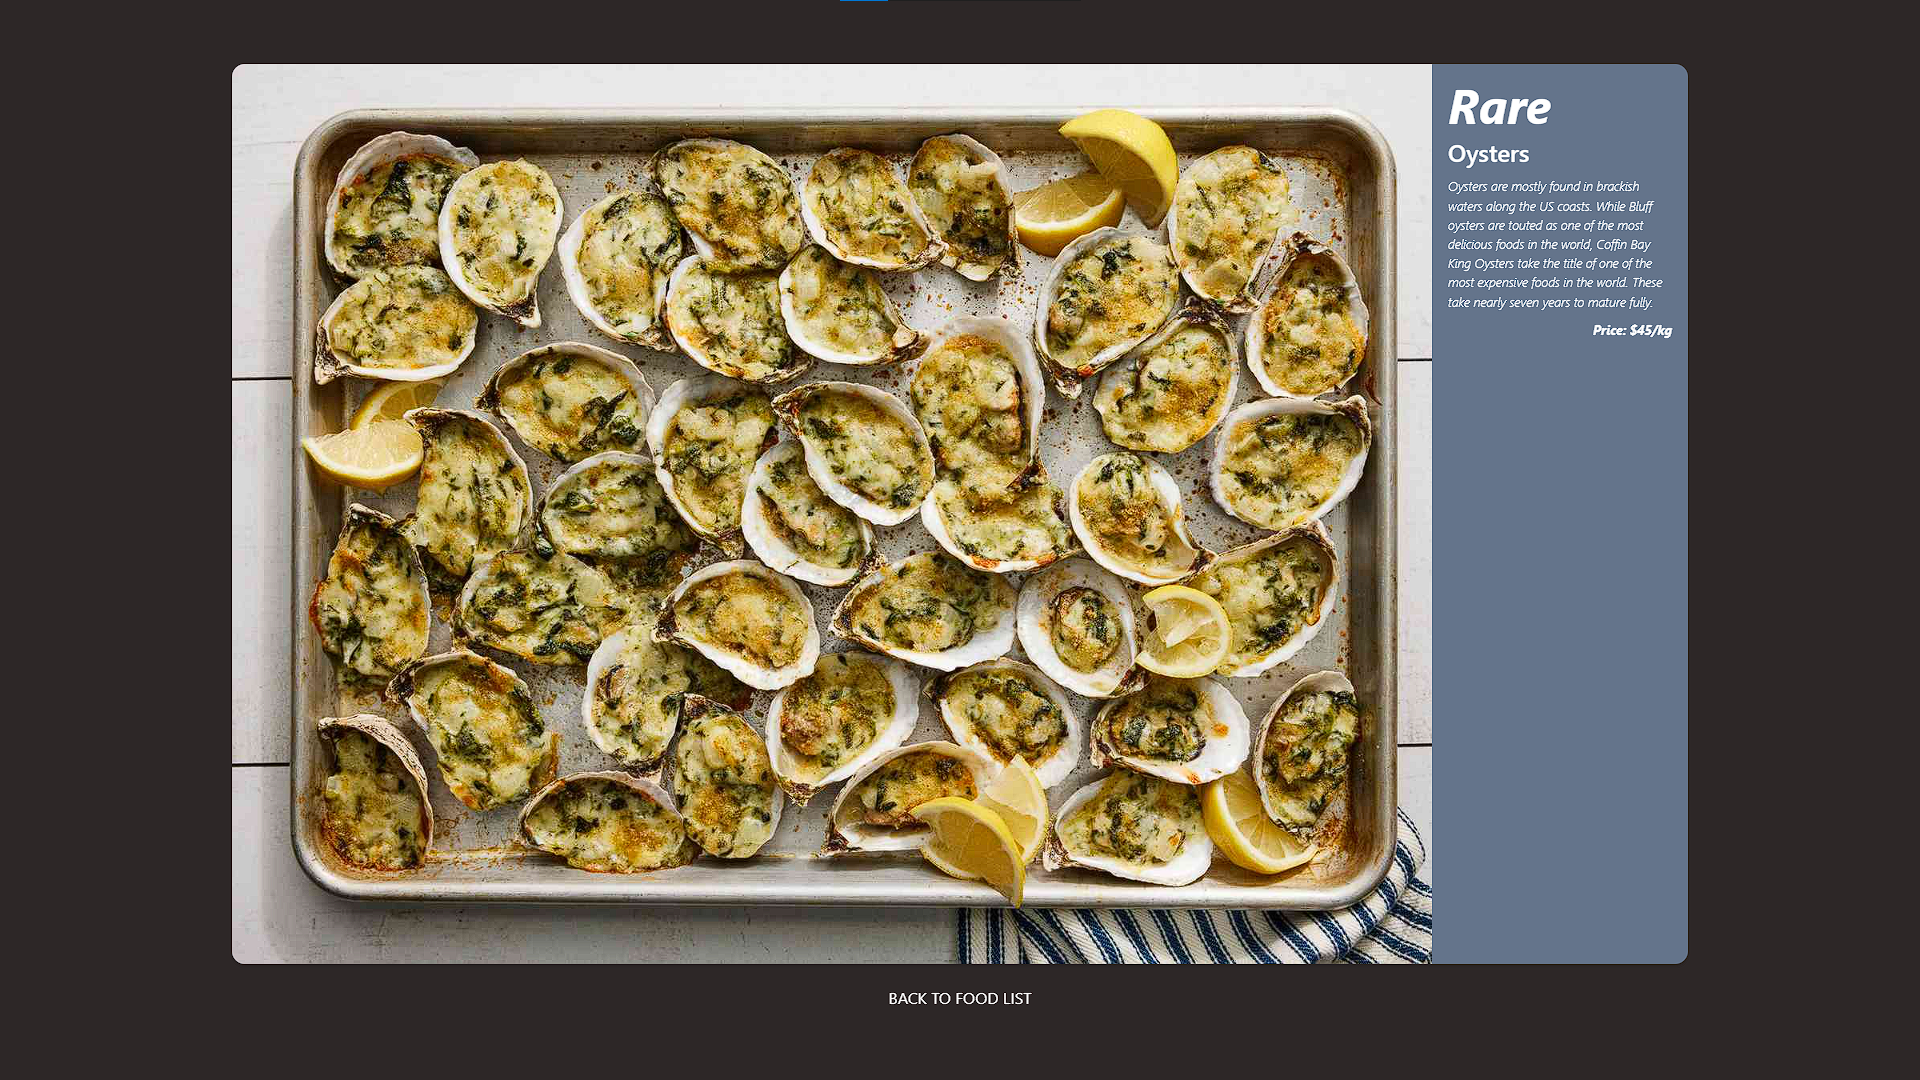 Rare
Oysters
Oysters are mostly found in brackish
waters along the US coasts. While Bluff
oysters are touted as one of the most
delicious foods in the world, Coffin Bay
King Oysters take the title of one of the
most expensive foods in the world. These
take nearly seven years to mature fully.
Price: $45/kg
BACK TO FOOD LIST